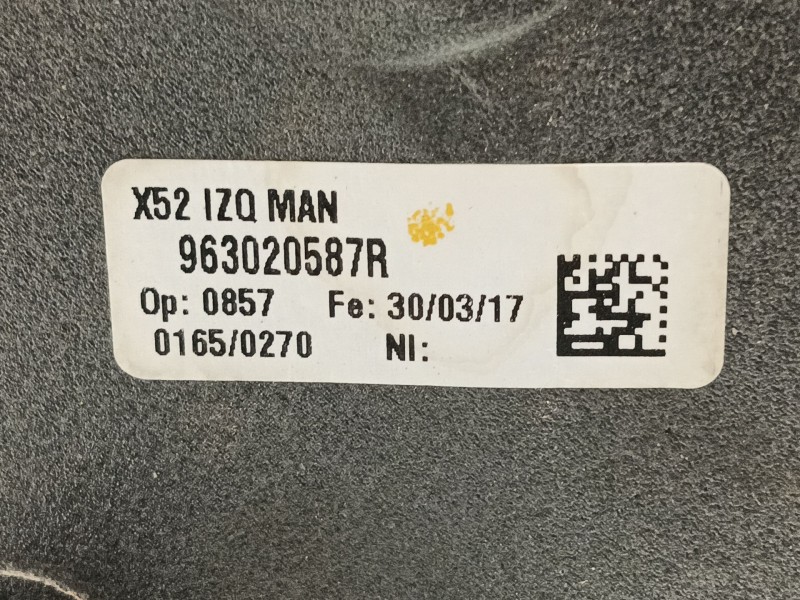 X52 IZQ MAN
963020587R
Op: 0857 Fe: 30/03/17
0165/0270 NI: